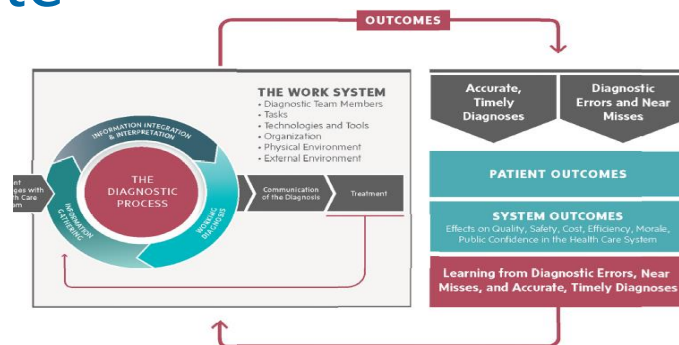 OUTCOMES
THE WORK SYSTEM
• Diagnostic Team Members
• Tasks
• Technologies and Tools
• Organization
• Physical Environment
• External Environment
INFORMATION INTEGRATION
& INTERPRETATION
THE
DIAGNOSTIC
PROCESS
INFORMATION
GATHERING
WORKING
DIAGNOSIS
Communication
of the Diagnosis
Treatment
Accurate,
Timely
Diagnoses
Diagnostic
Errors and Near
Misses
PATIENT OUTCOMES
SYSTEM OUTCOMES
Effects on Quality, Safety, Cost, Efficiency, Morale,
Public Confidence in the Health Care System
Learning from Diagnostic Errors, Near
Misses, and Accurate, Timely Diagnoses